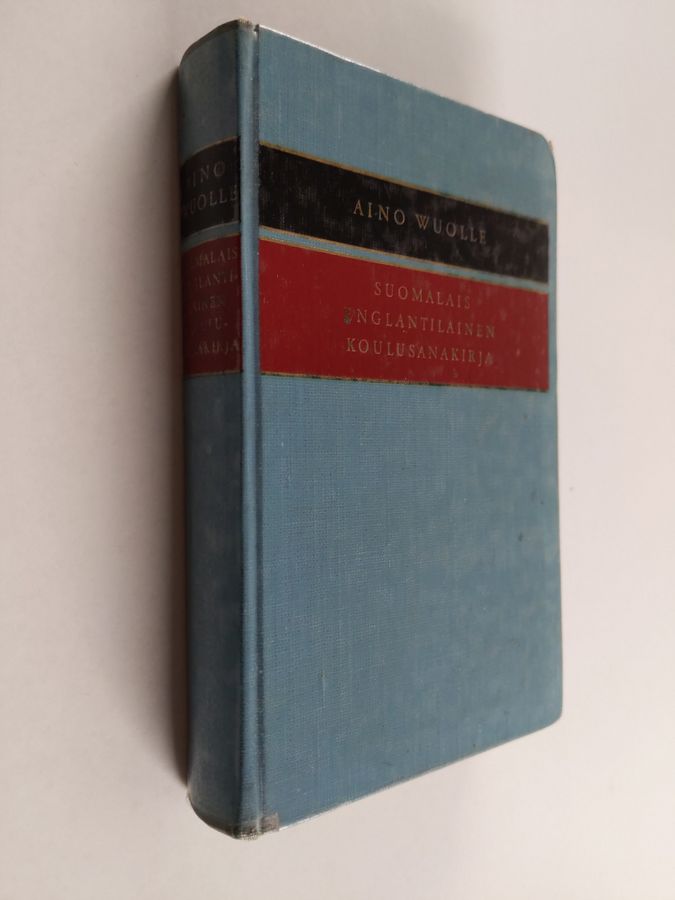 AINO WUOLLE
SUOMALAIS
ENGLANTILAINEN
KOULUSANAKIRJA
AINO
WUOLLE